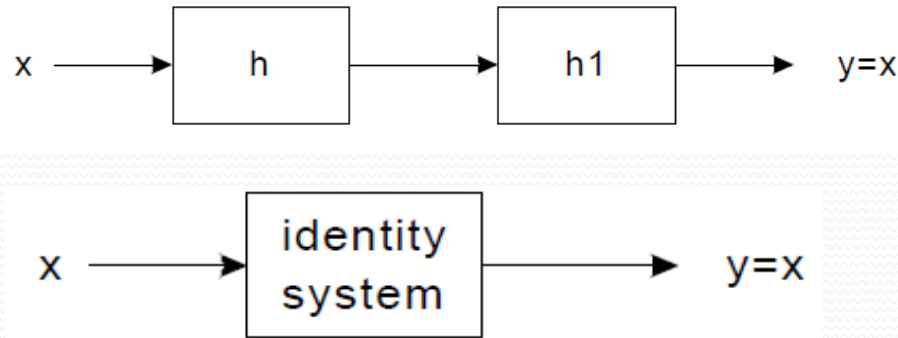 x h h1 y=x
x identity system y=x